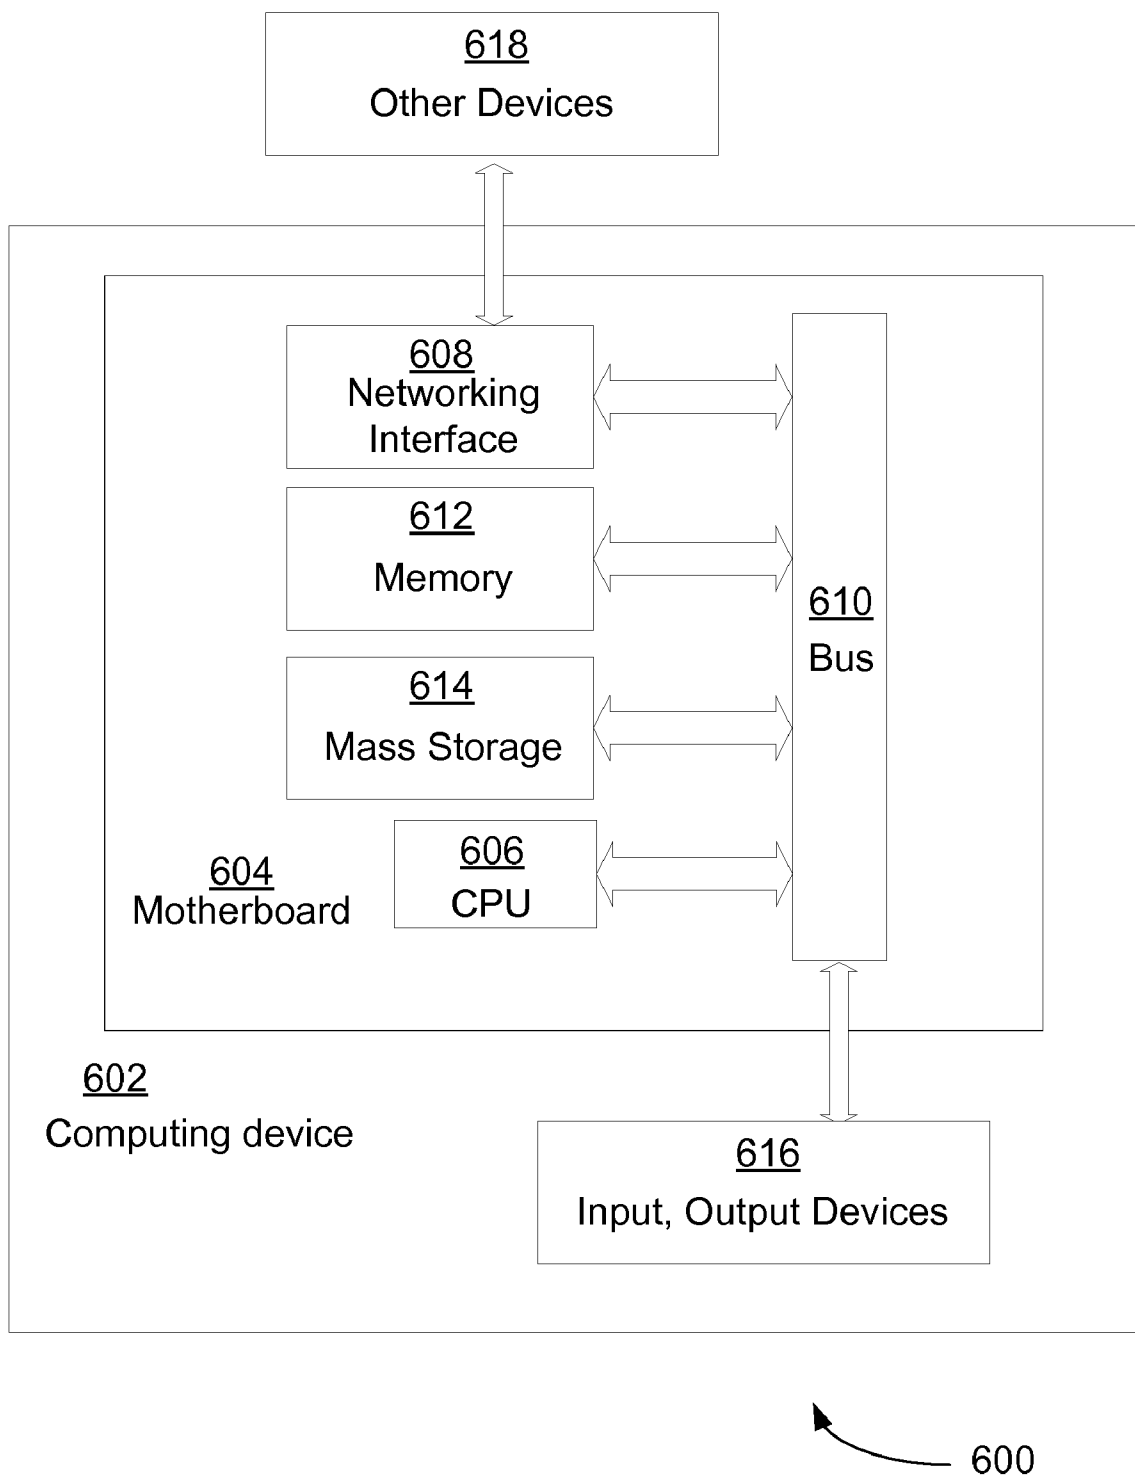 618
Other Devices
608
Networking
Interface
612
Memory
610
Bus
614
Mass Storage
606
CPU
604
Motherboard
602
Computing device
616
Input, Output Devices
600